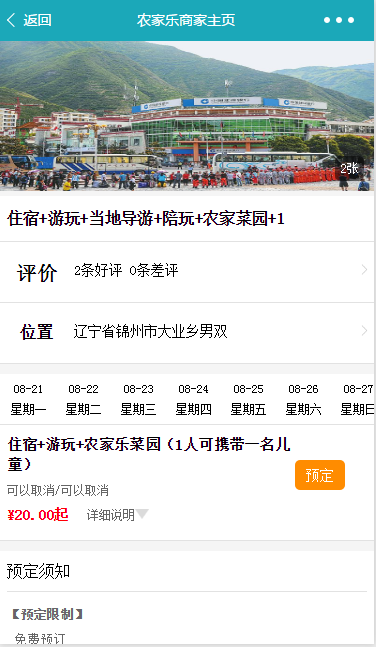 返回 农家乐商家主页
2张
住宿+游玩+当地导游+陪玩+农家菜园+1
评价 2条好评 0条差评
位置 辽宁省锦州市大业乡男双
08-21 08-22 08-23 08-24 08-25 08-26 08-27
星期一 星期二 星期三 星期四 星期五 星期六 星期日
住宿+游玩+农家乐菜园（1人可携带一名儿
童）
预定
可以取消/可以取消
¥20.00起 详细说明
预定须知
【预定限制】
免费预订